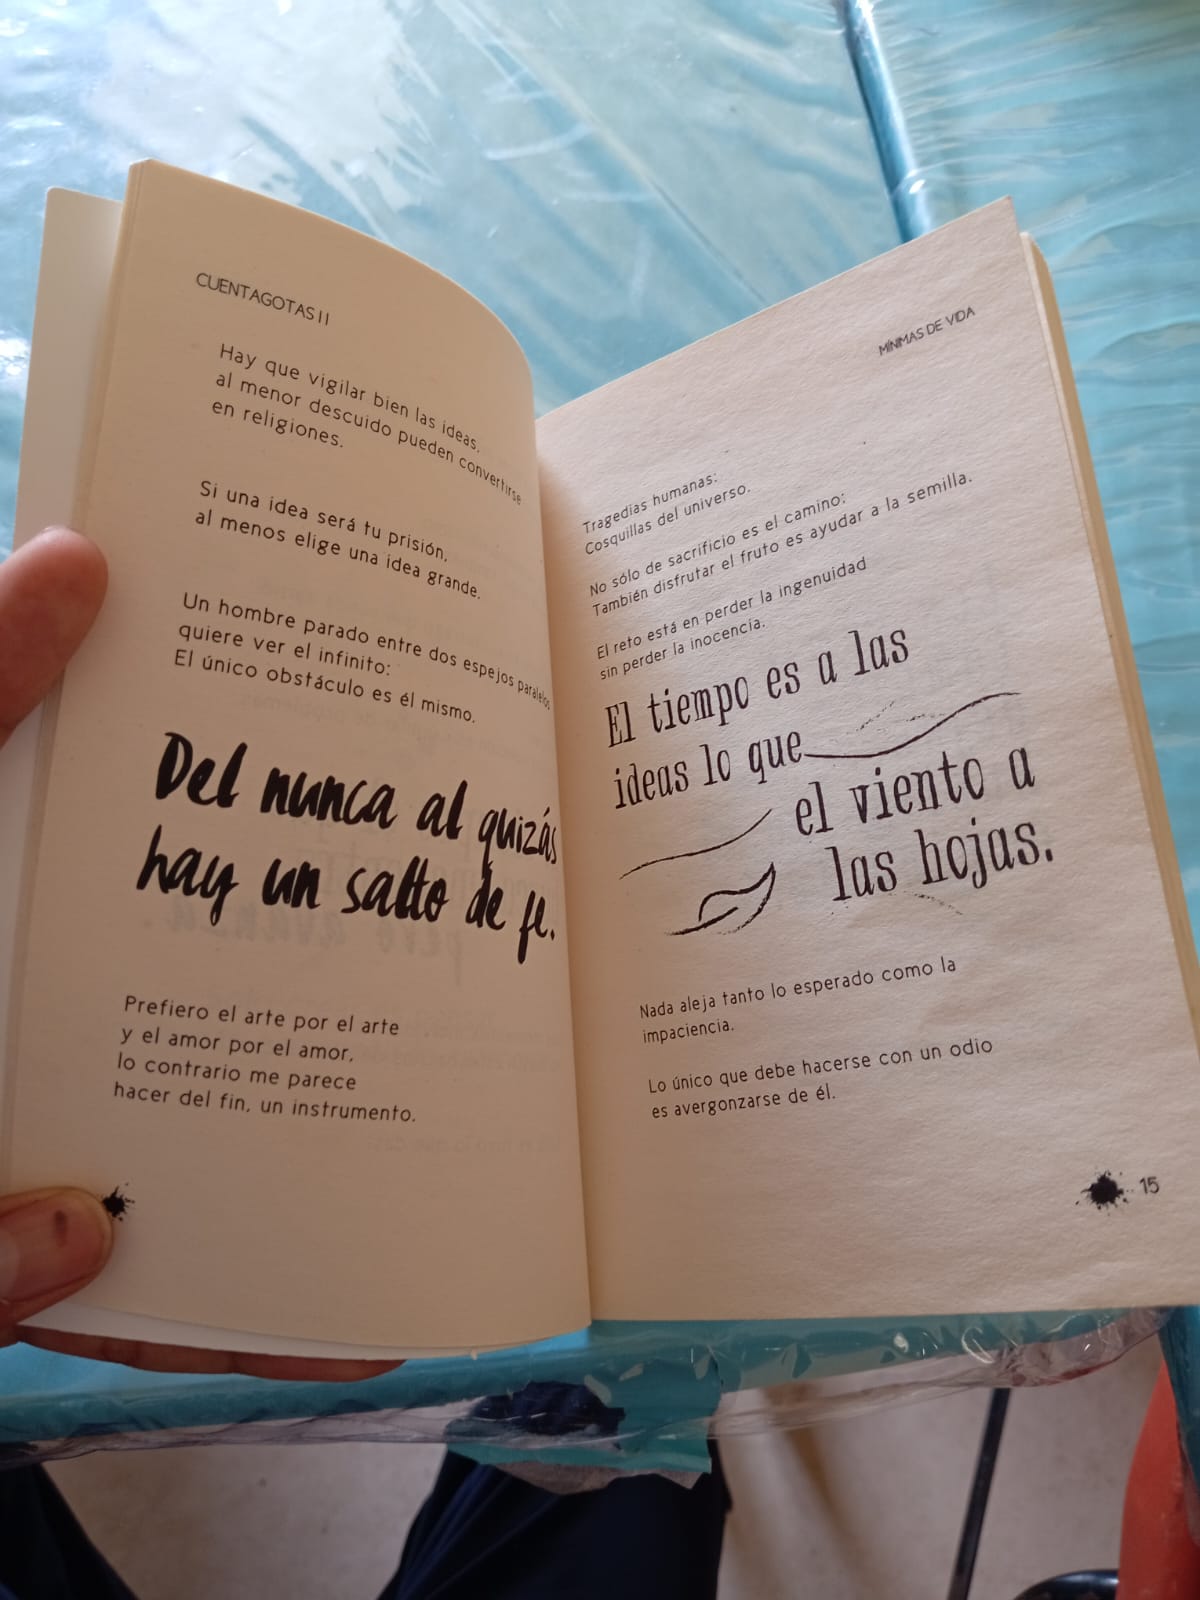 CUENTAGOTAS II
Hay que vigilar bien las ideas,
al menor descuido pueden convertirse
en religiones.
Si una idea será tu prisión,
al menos elige una idea grande.
Un hombre parado entre dos espejos paralelos
quiere ver el infinito:
El único obstáculo es él mismo.
Del nunca al quizás
hay un salto de fe.
Prefiero el arte por el arte
y el amor por el amor,
lo contrario me parece
hacer del fin, un instrumento.
MÍNIMAS DE VIDA
Tragedias humanas:
Cosquillas del universo.
No sólo de sacrificio es el camino:
También disfrutar el fruto es ayudar a la semilla.
El reto está en perder la ingenuidad
sin perder la inocencia.
El tiempo es a las
ideas lo que
el viento a
las hojas.
Nada aleja tanto lo esperado como la
impaciencia.
Lo único que debe hacerse con un odio
es avergonzarse de él.
15